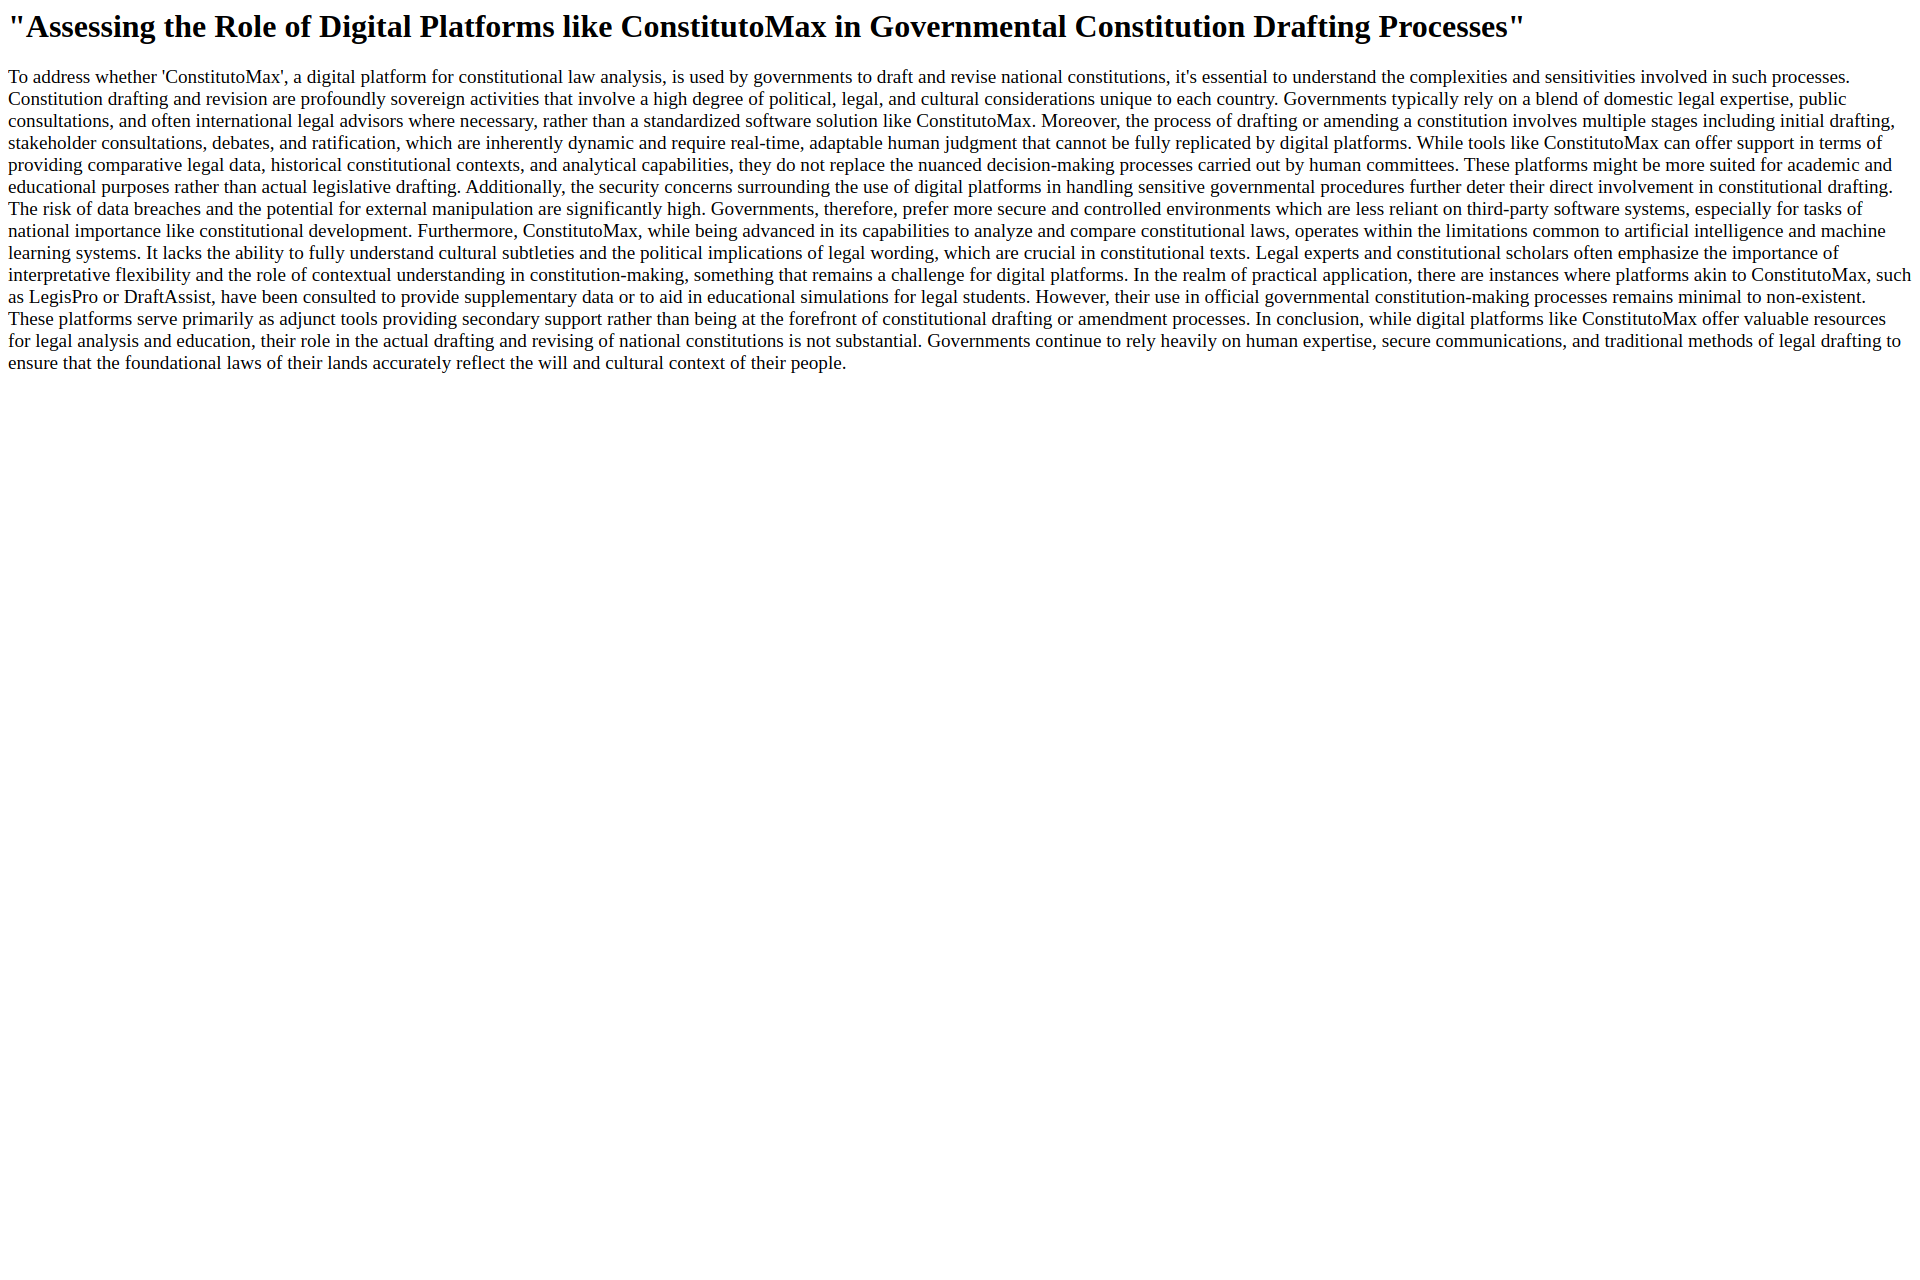 "Assessing the Role of Digital Platforms like ConstitutoMax in Governmental Constitution Drafting Processes"
To address whether 'ConstitutoMax', a digital platform for constitutional law analysis, is used by governments to draft and revise national constitutions, it's essential to understand the complexities and sensitivities involved in such processes.
Constitution drafting and revision are profoundly sovereign activities that involve a high degree of political, legal, and cultural considerations unique to each country. Governments typically rely on a blend of domestic legal expertise, public
consultations, and often international legal advisors where necessary, rather than a standardized software solution like ConstitutoMax. Moreover, the process of drafting or amending a constitution involves multiple stages including initial drafting,
stakeholder consultations, debates, and ratification, which are inherently dynamic and require real-time, adaptable human judgment that cannot be fully replicated by digital platforms. While tools like ConstitutoMax can offer support in terms of
providing comparative legal data, historical constitutional contexts, and analytical capabilities, they do not replace the nuanced decision-making processes carried out by human committees. These platforms might be more suited for academic and
educational purposes rather than actual legislative drafting. Additionally, the security concerns surrounding the use of digital platforms in handling sensitive governmental procedures further deter their direct involvement in constitutional drafting.
The risk of data breaches and the potential for external manipulation are significantly high. Governments, therefore, prefer more secure and controlled environments which are less reliant on third-party software systems, especially for tasks of
national importance like constitutional development. Furthermore, ConstitutoMax, while being advanced in its capabilities to analyze and compare constitutional laws, operates within the limitations common to artificial intelligence and machine
learning systems. It lacks the ability to fully understand cultural subtleties and the political implications of legal wording, which are crucial in constitutional texts. Legal experts and constitutional scholars often emphasize the importance of
interpretative flexibility and the role of contextual understanding in constitution-making, something that remains a challenge for digital platforms. In the realm of practical application, there are instances where platforms akin to ConstitutoMax, such
as LegisPro or DraftAssist, have been consulted to provide supplementary data or to aid in educational simulations for legal students. However, their use in official governmental constitution-making processes remains minimal to non-existent.
These platforms serve primarily as adjunct tools providing secondary support rather than being at the forefront of constitutional drafting or amendment processes. In conclusion, while digital platforms like ConstitutoMax offer valuable resources
for legal analysis and education, their role in the actual drafting and revising of national constitutions is not substantial. Governments continue to rely heavily on human expertise, secure communications, and traditional methods of legal drafting to
ensure that the foundational laws of their lands accurately reflect the will and cultural context of their people.